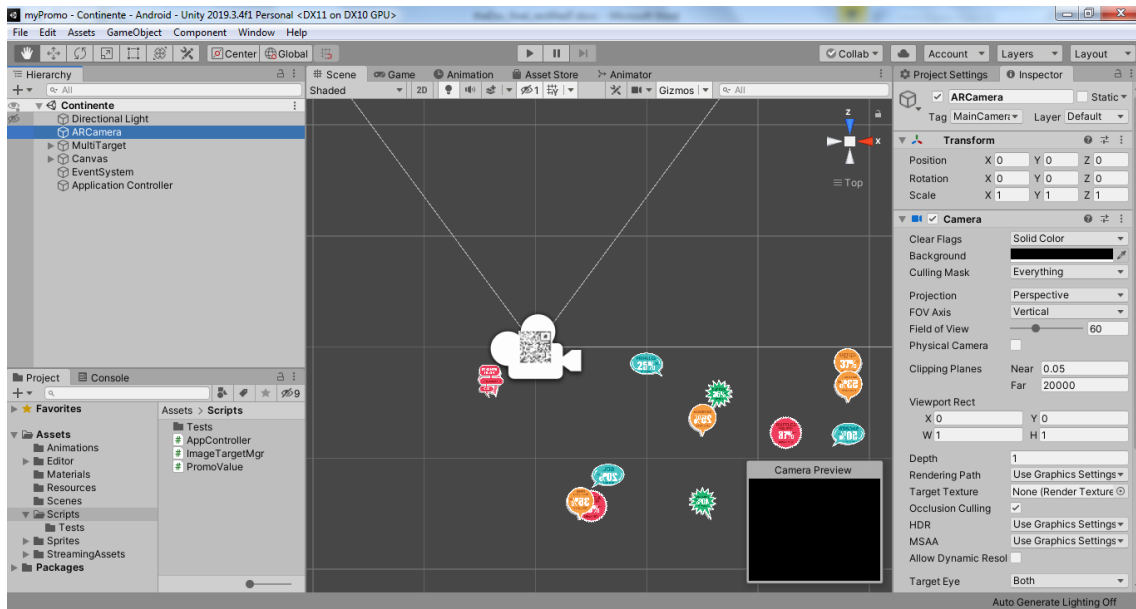 myPromo - Continente - Android - Unity 2019.3.4f1 Personal <DX11 on DX10 GPU>
File Edit Assets GameObject Component Window Help
Center Global Collab Account Layers Layout
Hierarchy
All
Continente
Directional Light
ARCamera
MultiTarget
Canvas
EventSystem
Application Controller
Scene Game Animation Asset Store Animator
Shaded 2D 1 Gizmos All
z
x
Top
Camera Preview
Project Console
9
Favorites
Assets
Animations
Editor
Materials
Resources
Scenes
Scripts
Tests
Sprites
StreamingAssets
Packages
Assets > Scripts
Tests
AppController
ImageTargetMgr
PromoValue
Project Settings Inspector
ARCamera Static
Tag MainCamera Layer Default
Transform
Position X 0 Y 0 Z 0
Rotation X 0 Y 0 Z 0
Scale X 1 Y 1 Z 1
Camera
Clear Flags Solid Color
Background
Culling Mask Everything
Projection Perspective
FOV Axis Vertical
Field of View 60
Physical Camera
Clipping Planes Near 0.05
Far 20000
Viewport Rect
X 0 Y 0
W 1 H 1
Depth 1
Rendering Path Use Graphics Settings
Target Texture None (Render Texture
Occlusion Culling
HDR Use Graphics Settings
MSAA Use Graphics Settings
Allow Dynamic Resol
Target Eye Both
Auto Generate Lighting Off